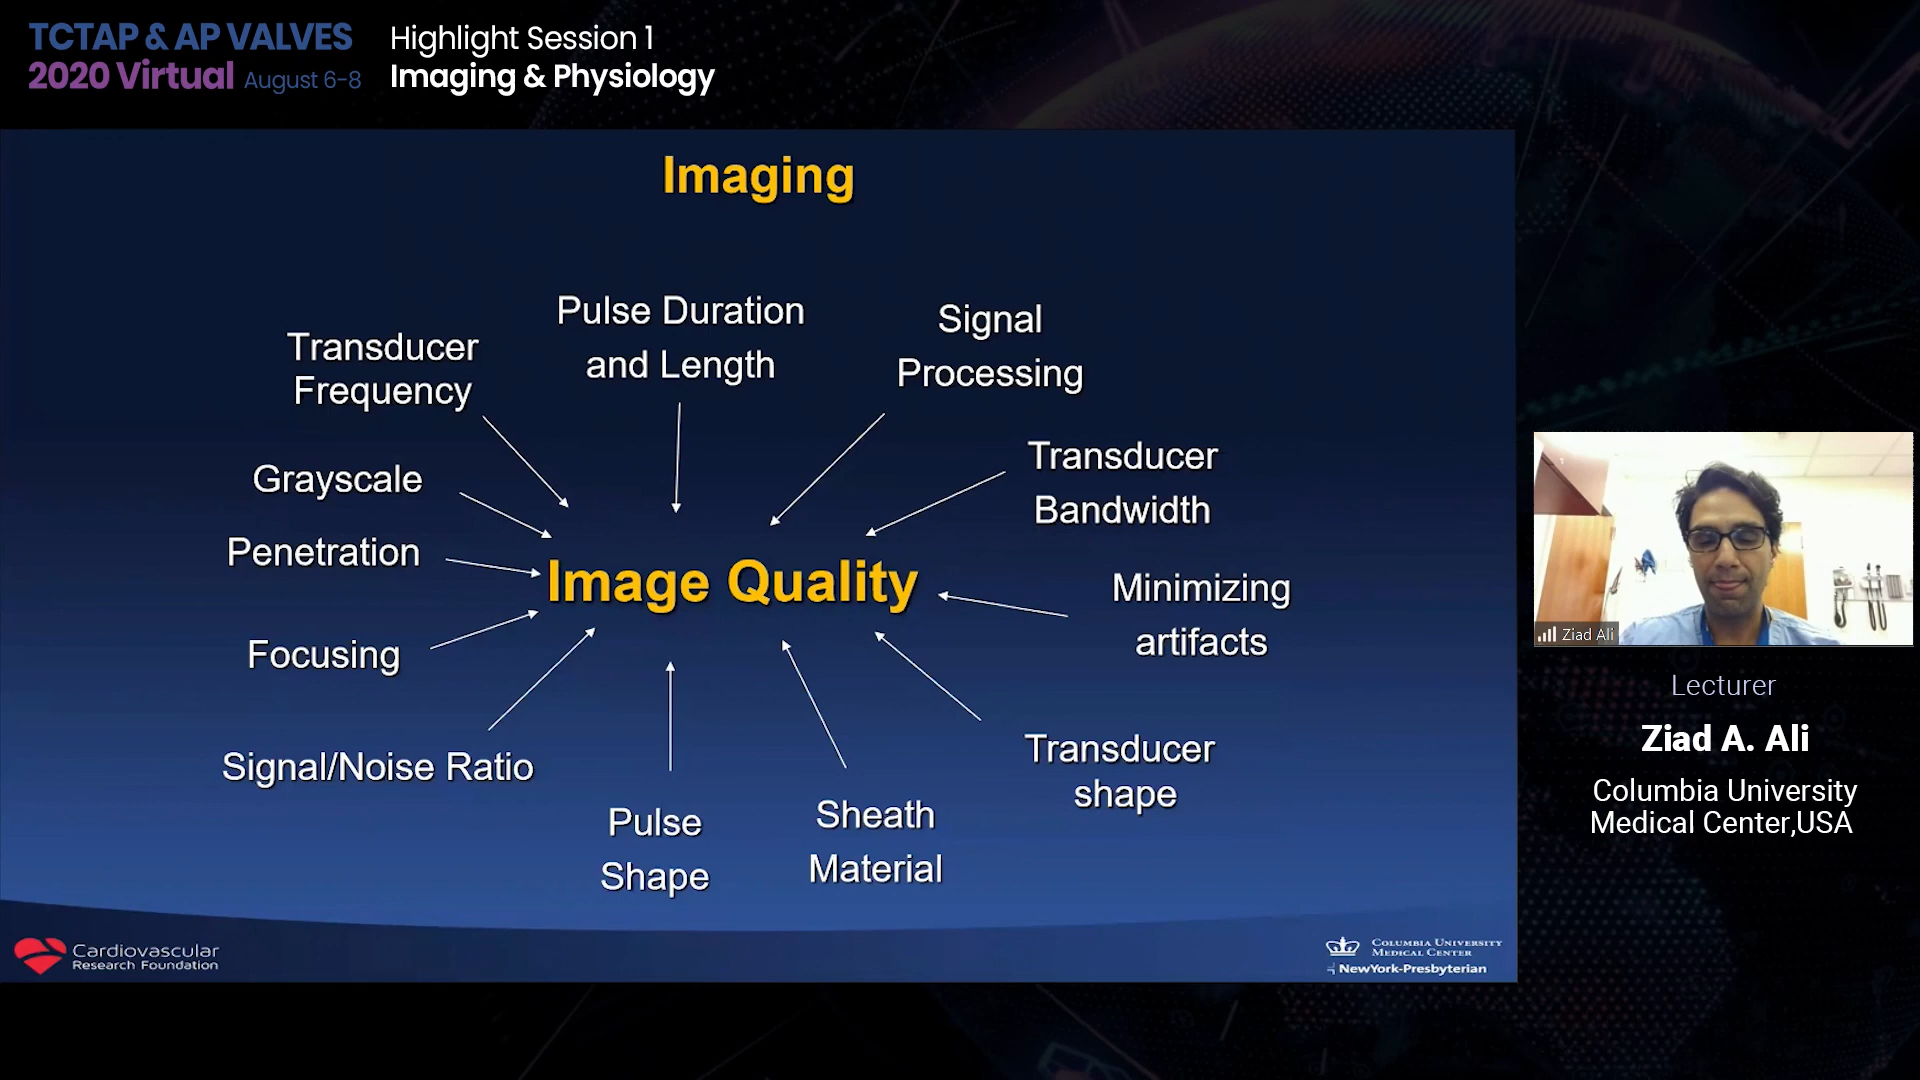 TCTAP & AP VALVES
2020 Virtual August 6-8
Highlight Session 1
Imaging & Physiology
Imaging
Pulse Duration
and Length
Signal
Processing
Transducer
Frequency
Transducer
Bandwidth
Grayscale
Penetration
Image Quality
Minimizing
artifacts
Focusing
Signal/Noise Ratio
Transducer
shape
Pulse
Shape
Sheath
Material
Cardiovascular
Research Foundation
COLUMBIA UNIVERSITY
MEDICAL CENTER
NewYork-Presbyterian
Ziad Ali
Lecturer
Ziad A. Ali
Columbia University
Medical Center,USA